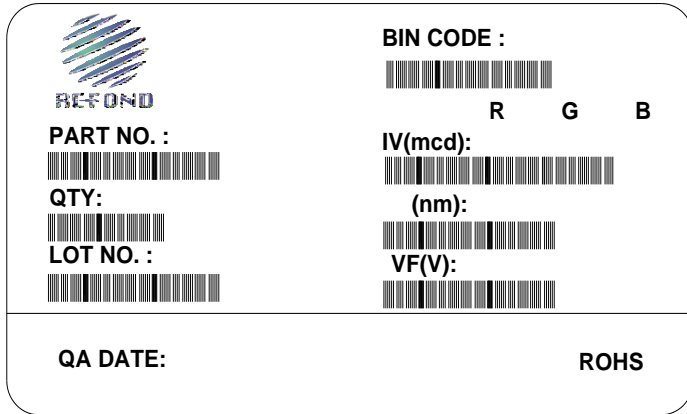 REFOND
PART NO. :
QTY:
LOT NO. :
BIN CODE :
R G B
IV(mcd):
(nm):
VF(V):
QA DATE:
ROHS